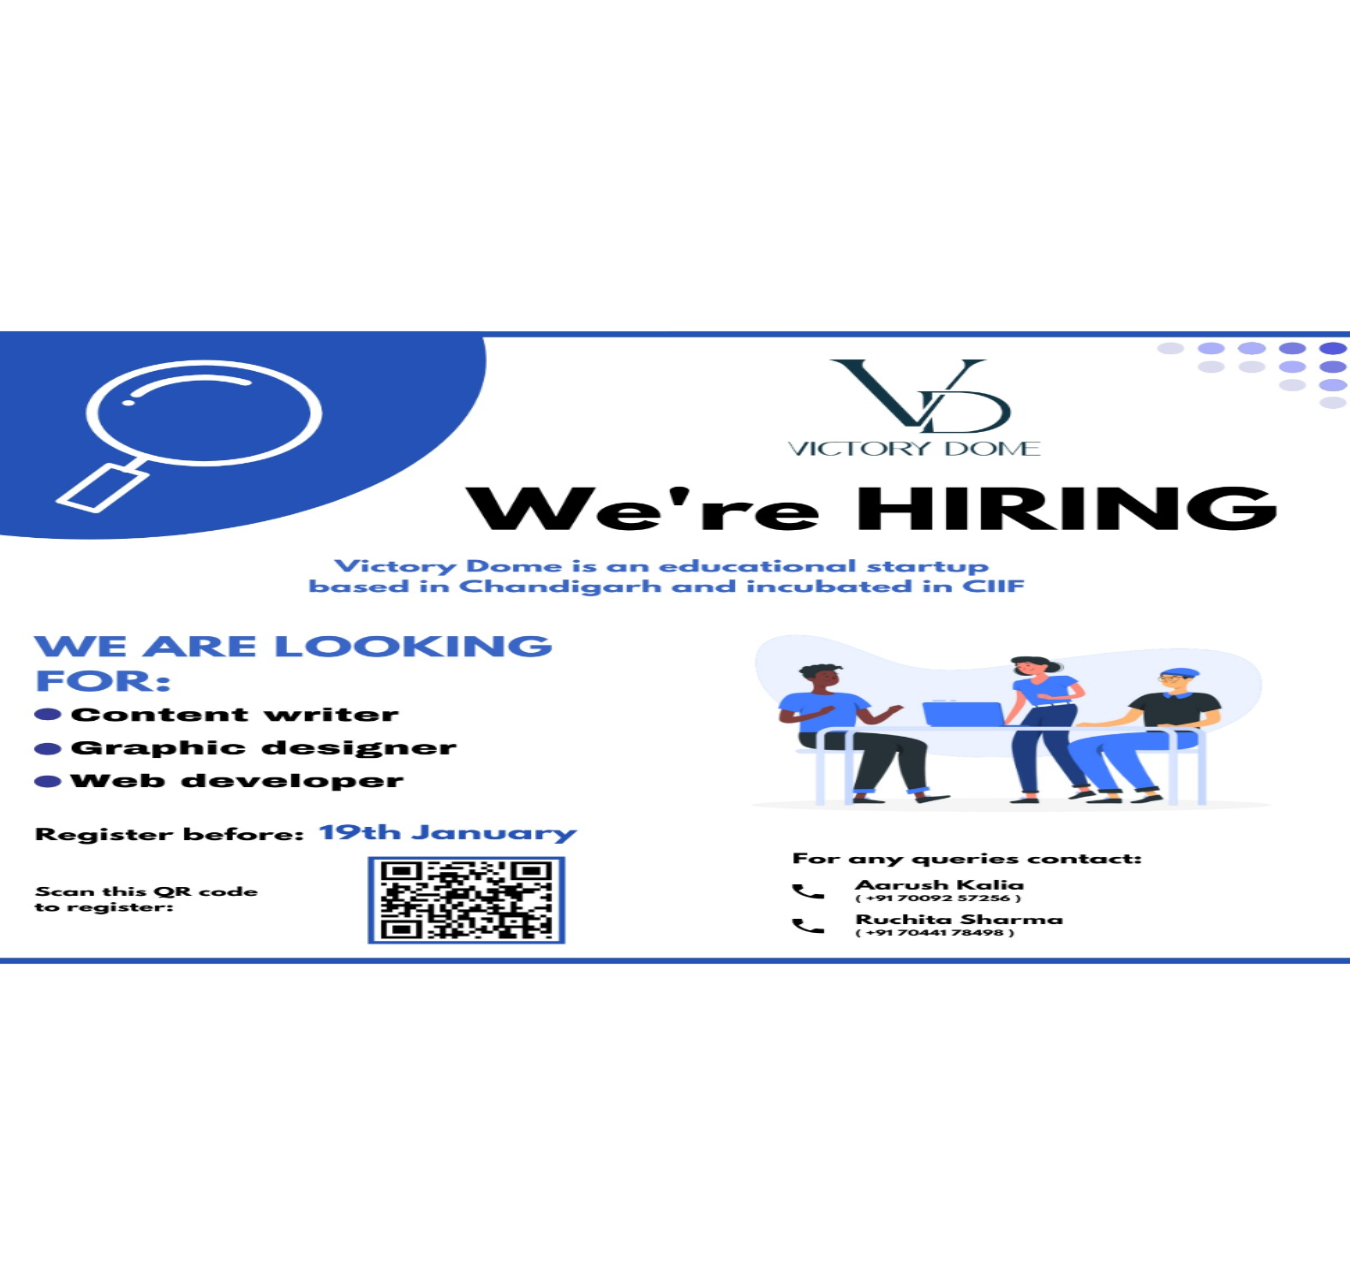 VD
VICTORY DOME
We're HIRING
Victory Dome is an educational startup
based in Chandigarh and incubated in CIIF
WE ARE LOOKING
FOR:
Content writer
Graphic designer
Web developer
Register before: 19th January
Scan this QR code
to register:
For any queries contact:
Aarush Kalia
( +91 70092 57256 )
Ruchita Sharma
( +91 70441 78498 )